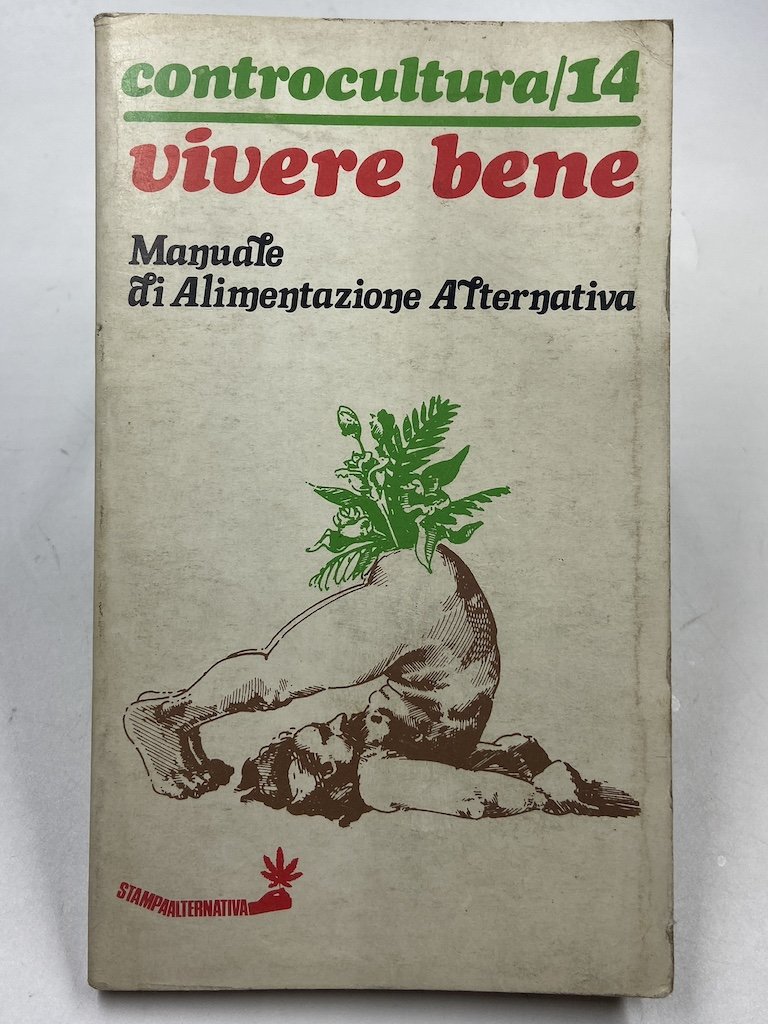 controcultura/14
vivere bene
Manuale
di Alimentazione Alternativa
STAMPAALTERNATIVA